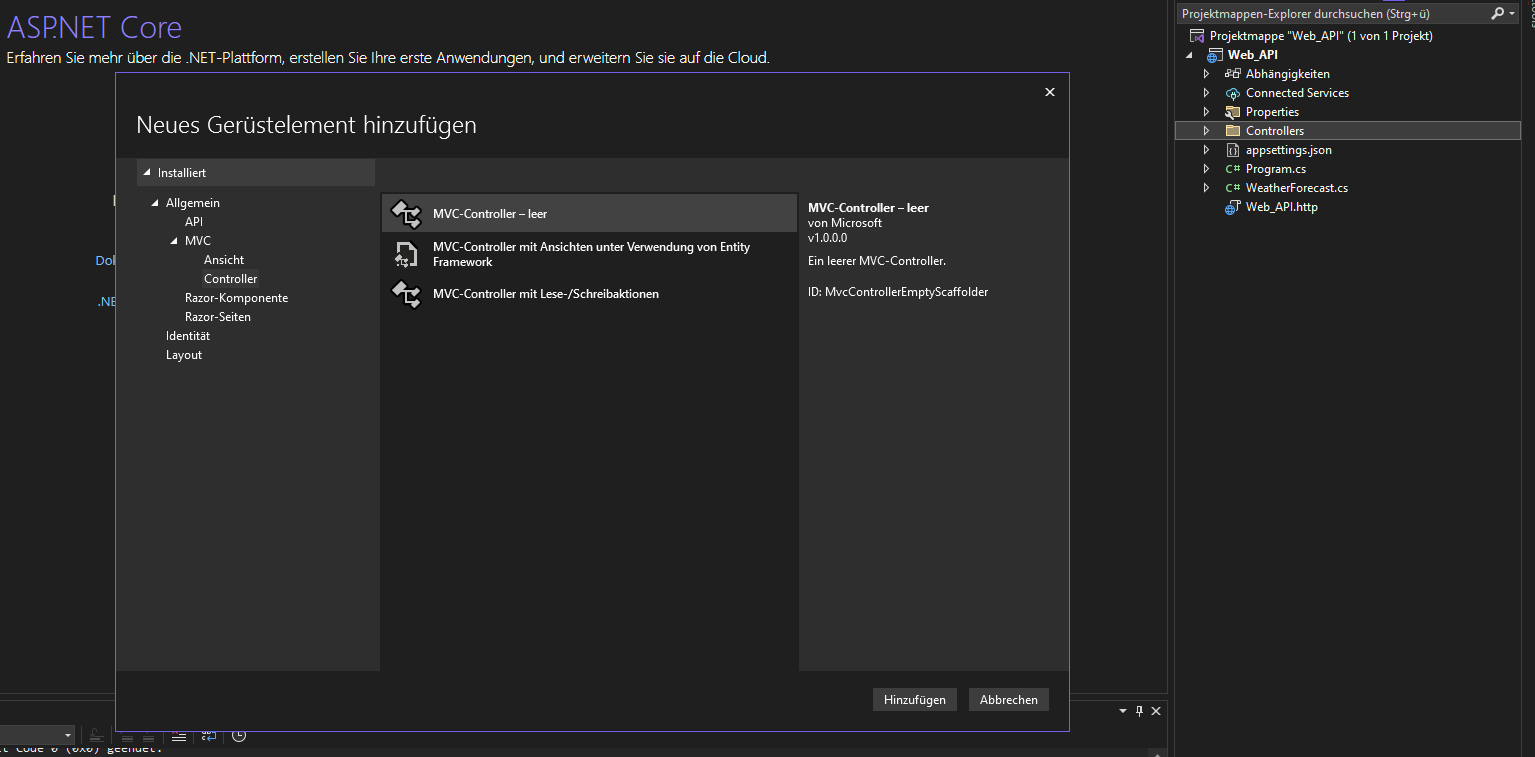 ASP.NET Core
Erfahren Sie mehr über die .NET-Plattform, erstellen Sie Ihre erste Anwendungen, und erweitern Sie sie auf die Cloud.
Neues Gerüstelement hinzufügen
Installiert
Allgemein
API
MVC
Ansicht
Controller
Razor-Komponente
Razor-Seiten
Identität
Layout
MVC-Controller – leer
MVC-Controller mit Ansichten unter Verwendung von Entity
Framework
MVC-Controller mit Lese-/Schreibaktionen
MVC-Controller – leer
von Microsoft
v1.0.0.0
Ein leerer MVC-Controller.
ID: MvcControllerEmptyScaffolder
Hinzufügen
Abbrechen
Projektmappen-Explorer durchsuchen (Strg+ü)
Projektmappe "Web_API" (1 von 1 Projekt)
Web_API
Abhängigkeiten
Connected Services
Properties
Controllers
appsettings.json
C# Program.cs
C# WeatherForecast.cs
Web_API.http
Code 0 (0x0) beendet.